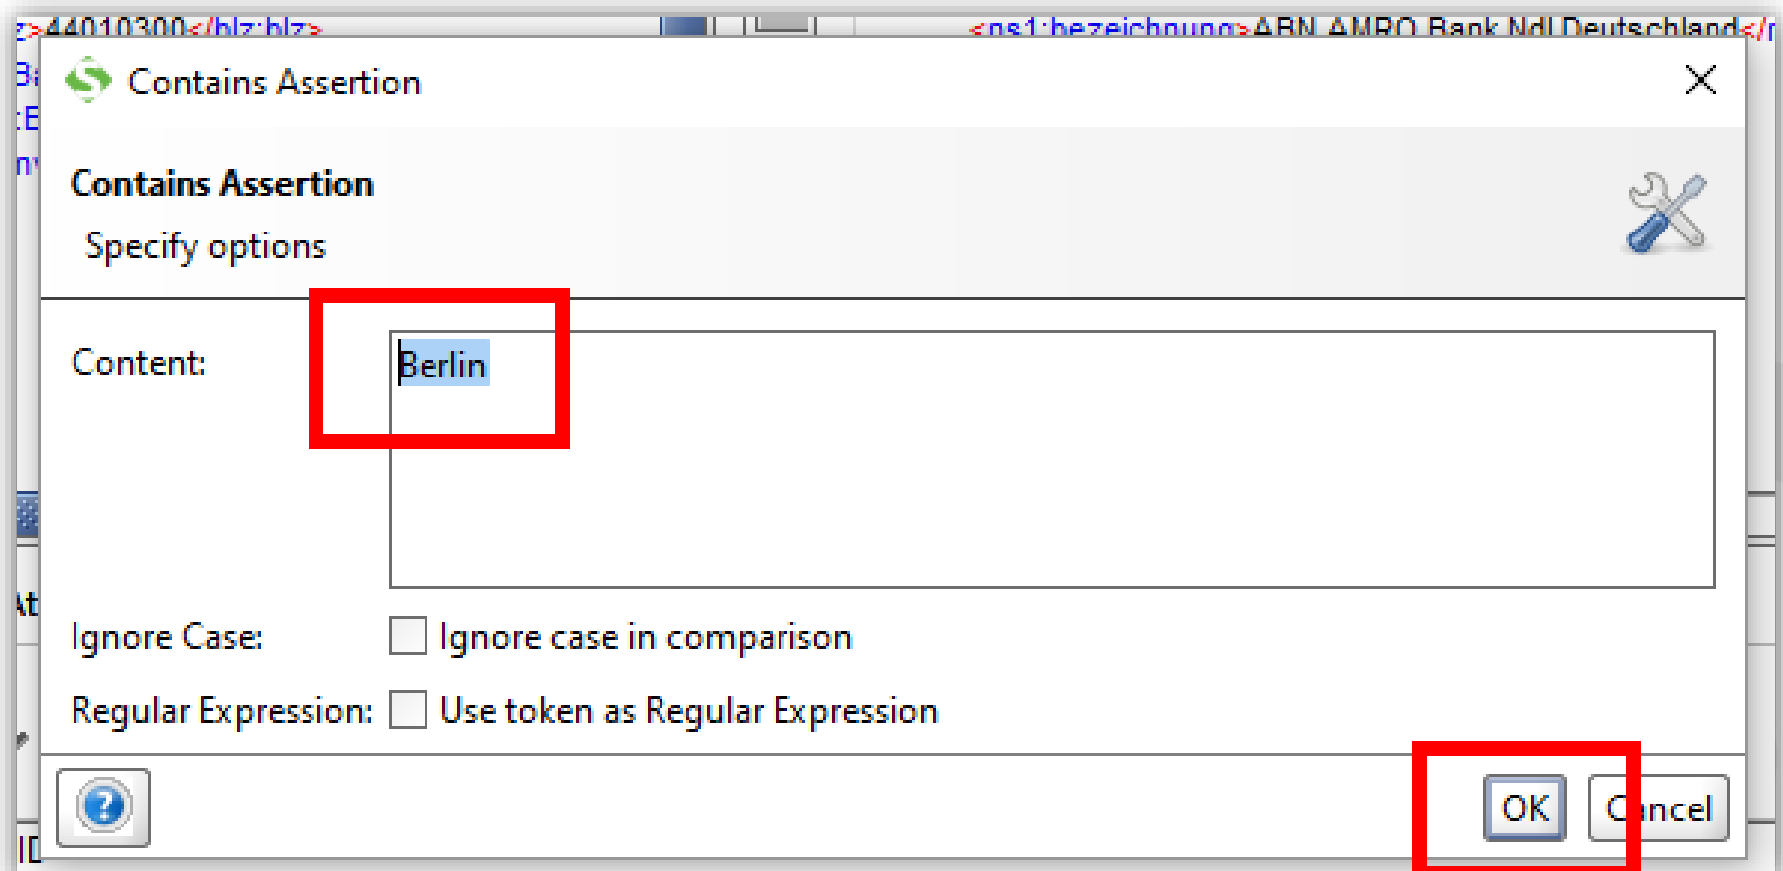 z>44010300</blz:blz>
<ns1:bezeichnung>ABN AMRO Bank Ndl Deutschland</
Contains Assertion
Contains Assertion
Specify options
Content:
Berlin
Ignore Case:
Ignore case in comparison
Regular Expression:
Use token as Regular Expression
OK
Cancel